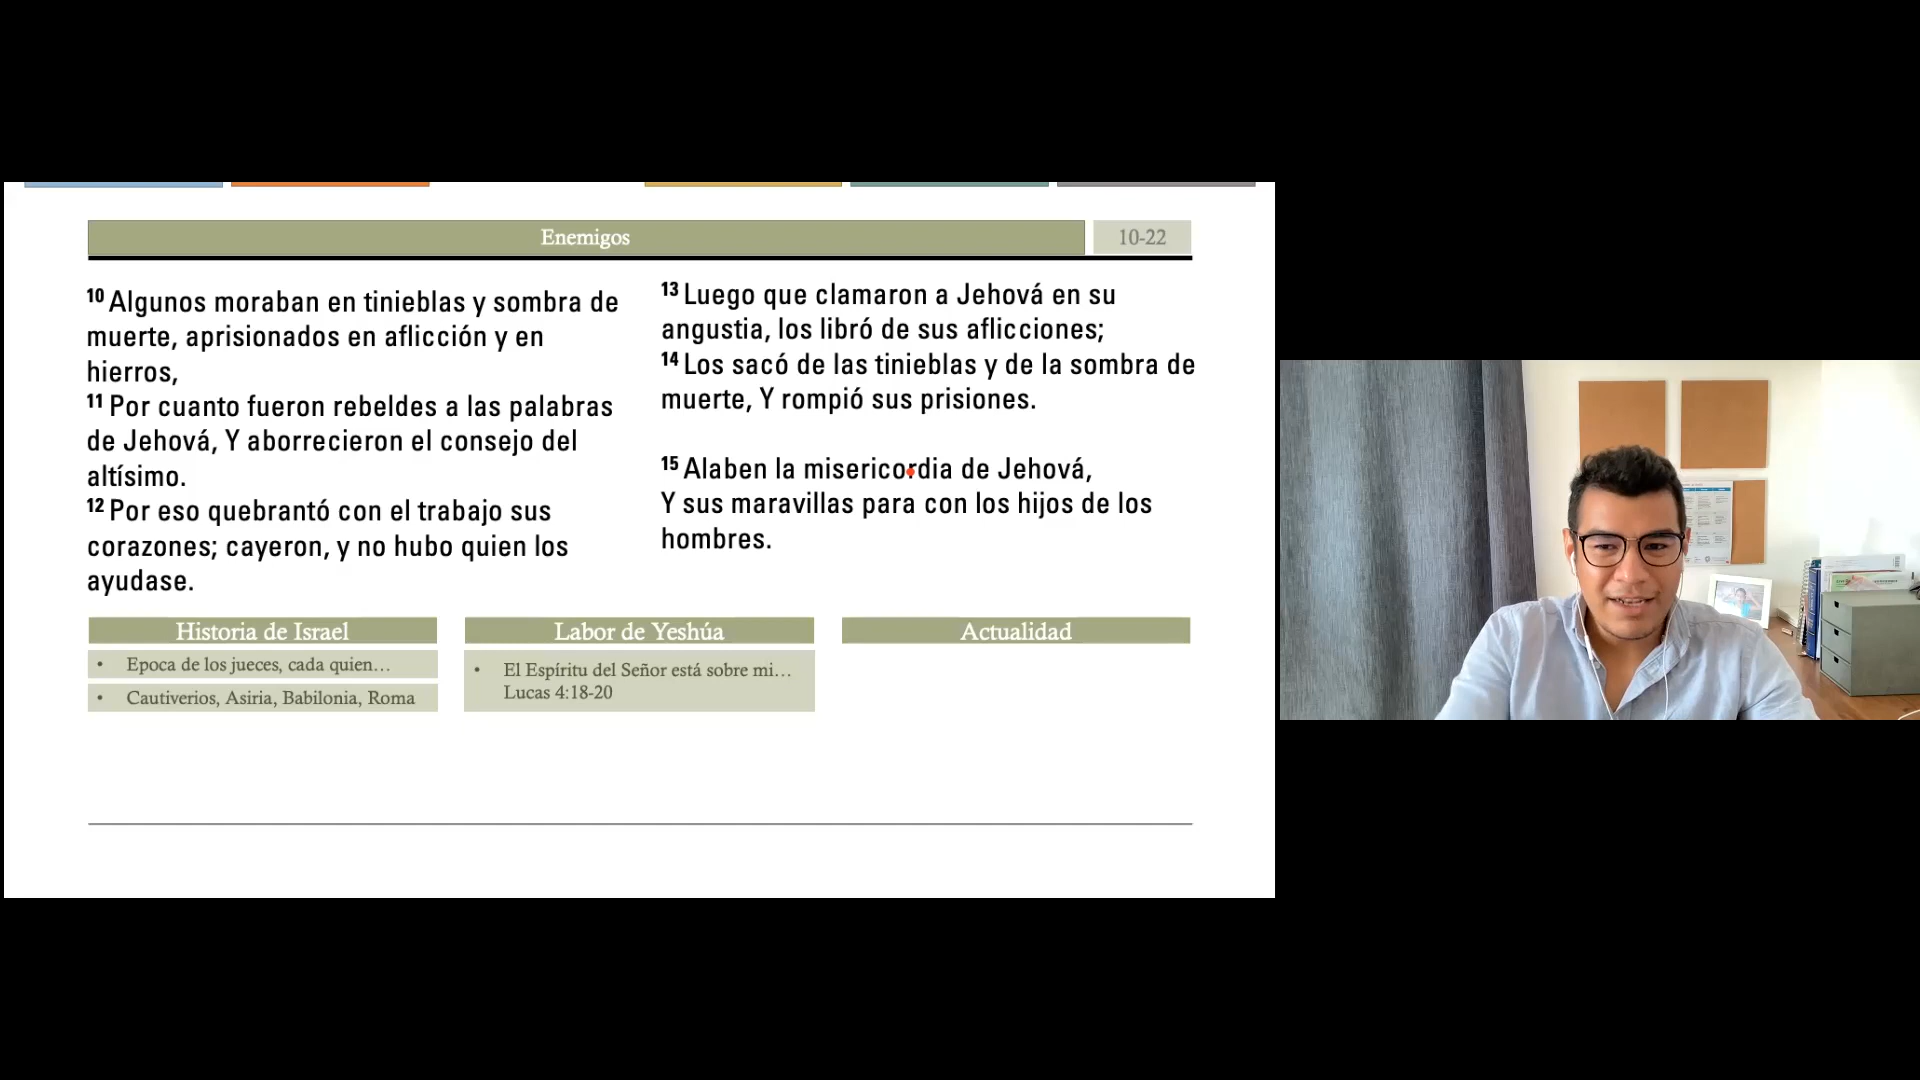 Enemigos
10-22
10 Algunos moraban en tinieblas y sombra de
muerte, aprisionados en aflicción y en
hierros,
11 Por cuanto fueron rebeldes a las palabras
de Jehová, Y aborrecieron el consejo del
altísimo.
12 Por eso quebrantó con el trabajo sus
corazones; cayeron, y no hubo quien los
ayudase.
13 Luego que clamaron a Jehová en su
angustia, los libró de sus aflicciones;
14 Los sacó de las tinieblas y de la sombra de
muerte, Y rompió sus prisiones.
15 Alaben la misericordia de Jehová,
Y sus maravillas para con los hijos de los
hombres.
Historia de Israel
• Epoca de los jueces, cada quien…
• Cautiverios, Asiria, Babilonia, Roma
Labor de Yeshúa
• El Espíritu del Señor está sobre mi…
Lucas 4:18-20
Actualidad